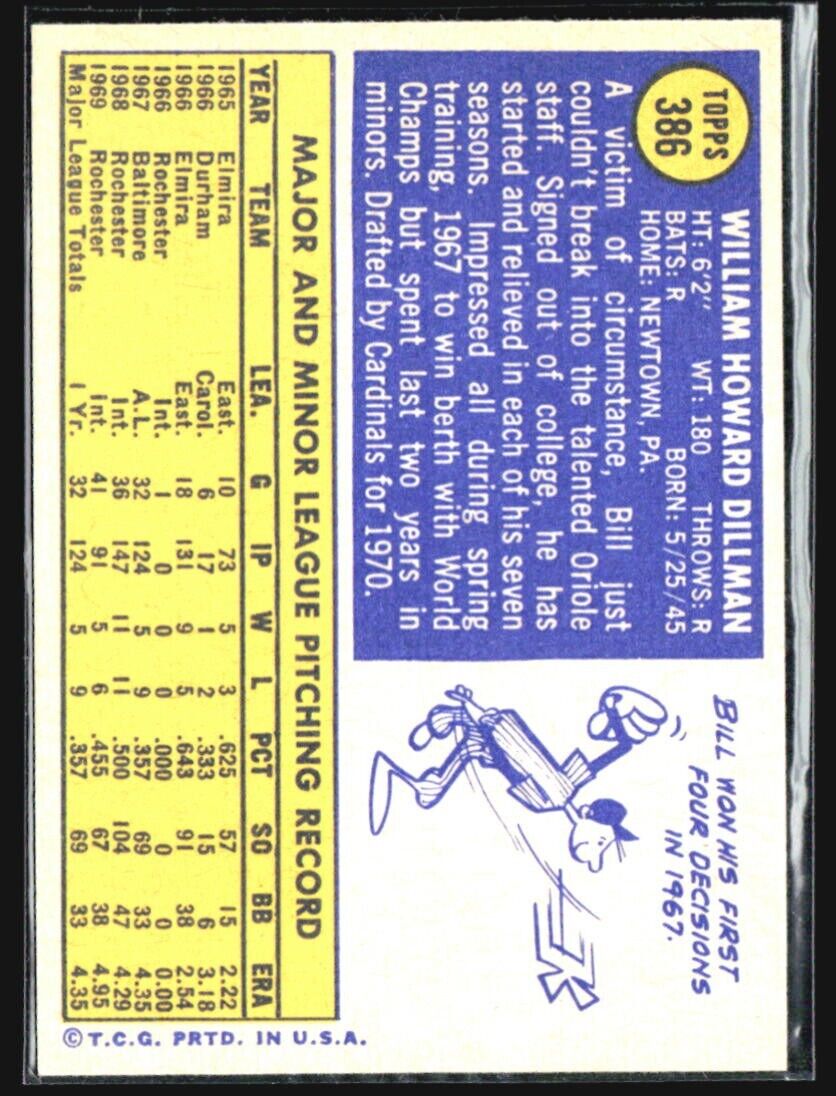 TOPPS
386
WILLIAM HOWARD DILLMAN
HT: 6'2" WT: 180 THROWS: R
BATS: R BORN: 5/25/45
HOME: NEWTOWN, PA.
A victim of circumstance, Bill just
couldn't break into the talented Oriole
staff. Signed out of college, he has
started and relieved in each of his seven
seasons. Impressed all during spring
training, 1967 to win berth with World
Champs but spent last two years in
minors. Drafted by Cardinals for 1970.
BILL WON HIS FIRST
FOUR DECISIONS
IN 1967.
MAJOR AND MINOR LEAGUE PITCHING RECORD
YEAR TEAM LEA. G IP W L PCT SO BB ERA
1965 Elmira East. 10 73 5 3 .625 57 15 2.22
1966 Durham Carol. 6 17 1 2 .333 15 6 3.18
1966 Elmira East. 18 131 9 5 .643 91 38 2.54
1966 Rochester Int. 1 0 0 0 .000 0 0 0.00
1967 Baltimore A.L. 32 124 5 9 .357 69 33 4.35
1968 Rochester Int. 36 147 11 11 .500 104 47 4.29
1969 Rochester Int. 41 91 5 6 .455 67 38 4.95
Major League Totals 1 Yr. 32 124 5 9 .357 69 33 4.35
© T.C.G. PRTD. IN U.S.A.